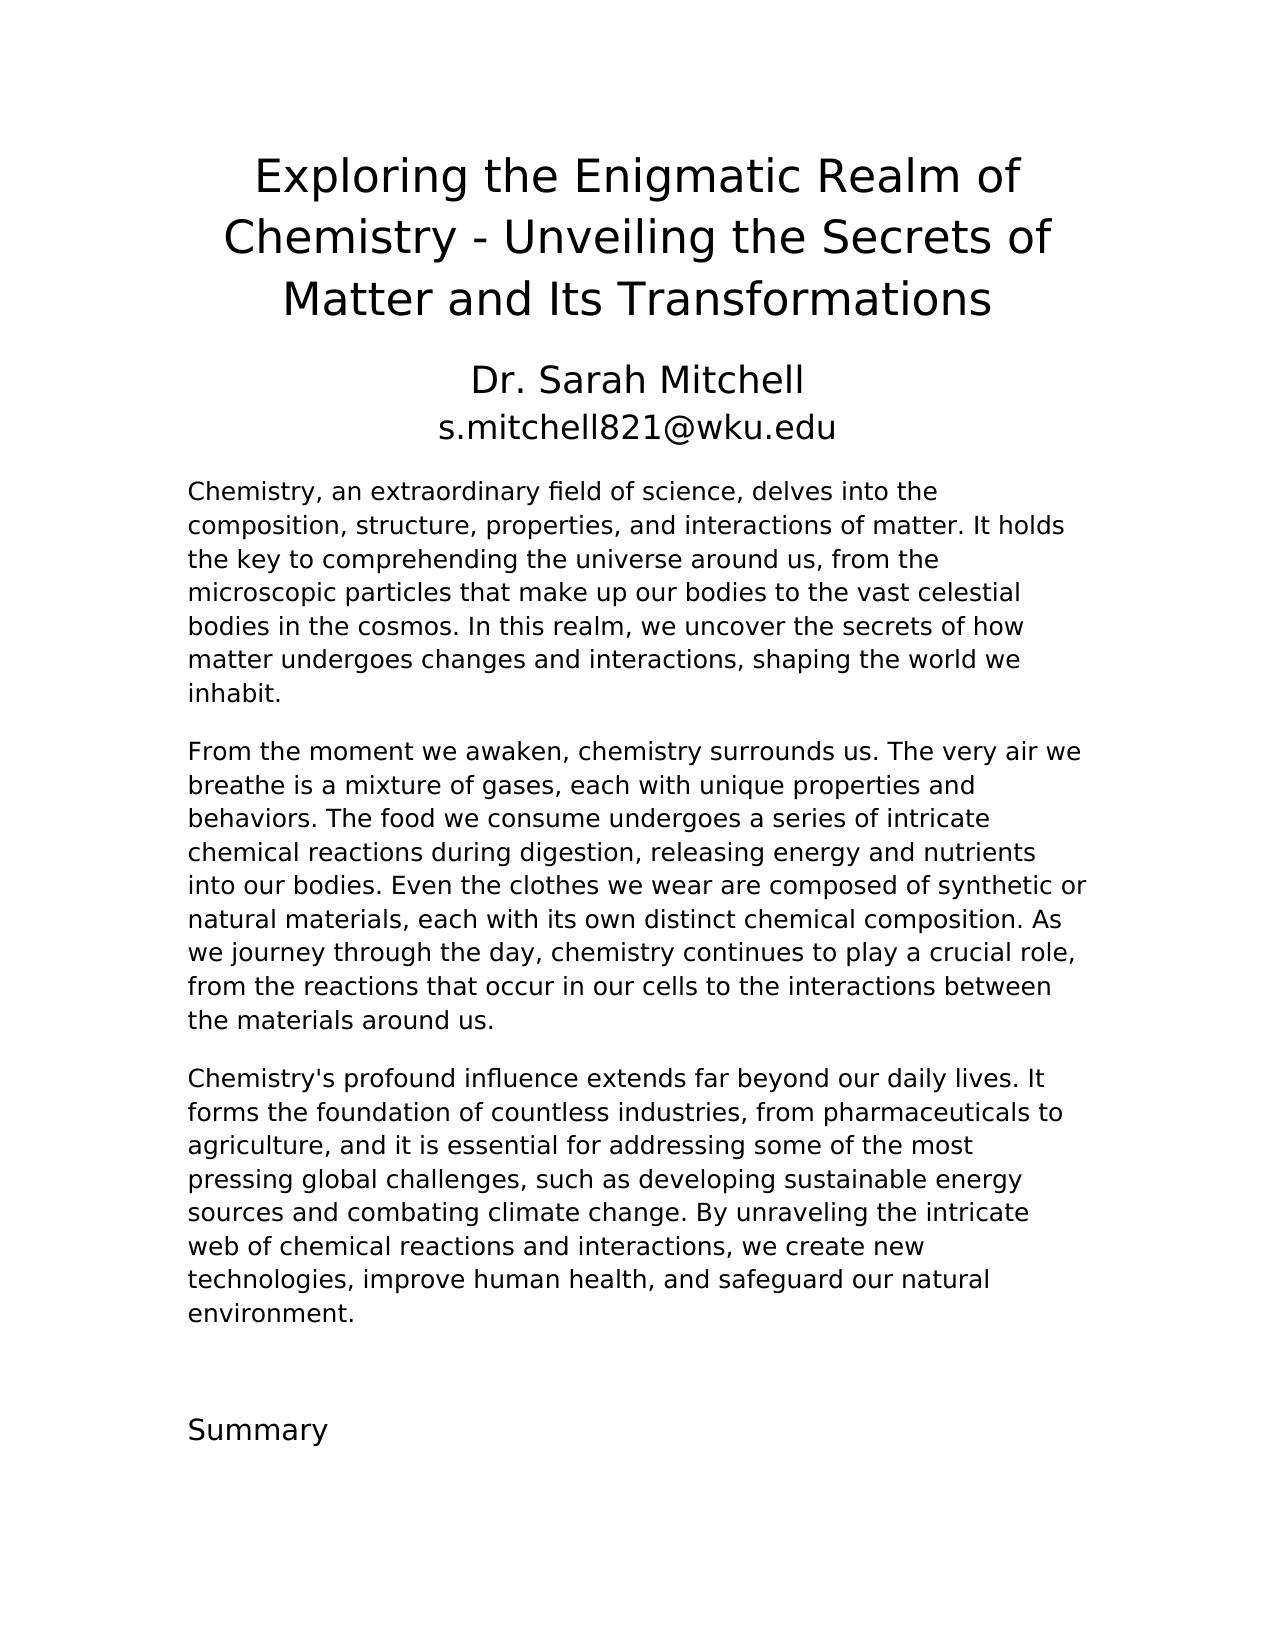 Exploring the Enigmatic Realm of
Chemistry - Unveiling the Secrets of
Matter and Its Transformations
Dr. Sarah Mitchell
s.mitchell821@wku.edu
Chemistry, an extraordinary field of science, delves into the
composition, structure, properties, and interactions of matter. It holds
the key to comprehending the universe around us, from the
microscopic particles that make up our bodies to the vast celestial
bodies in the cosmos. In this realm, we uncover the secrets of how
matter undergoes changes and interactions, shaping the world we
inhabit.
From the moment we awaken, chemistry surrounds us. The very air we
breathe is a mixture of gases, each with unique properties and
behaviors. The food we consume undergoes a series of intricate
chemical reactions during digestion, releasing energy and nutrients
into our bodies. Even the clothes we wear are composed of synthetic or
natural materials, each with its own distinct chemical composition. As
we journey through the day, chemistry continues to play a crucial role,
from the reactions that occur in our cells to the interactions between
the materials around us.
Chemistry's profound influence extends far beyond our daily lives. It
forms the foundation of countless industries, from pharmaceuticals to
agriculture, and it is essential for addressing some of the most
pressing global challenges, such as developing sustainable energy
sources and combating climate change. By unraveling the intricate
web of chemical reactions and interactions, we create new
technologies, improve human health, and safeguard our natural
environment.
Summary